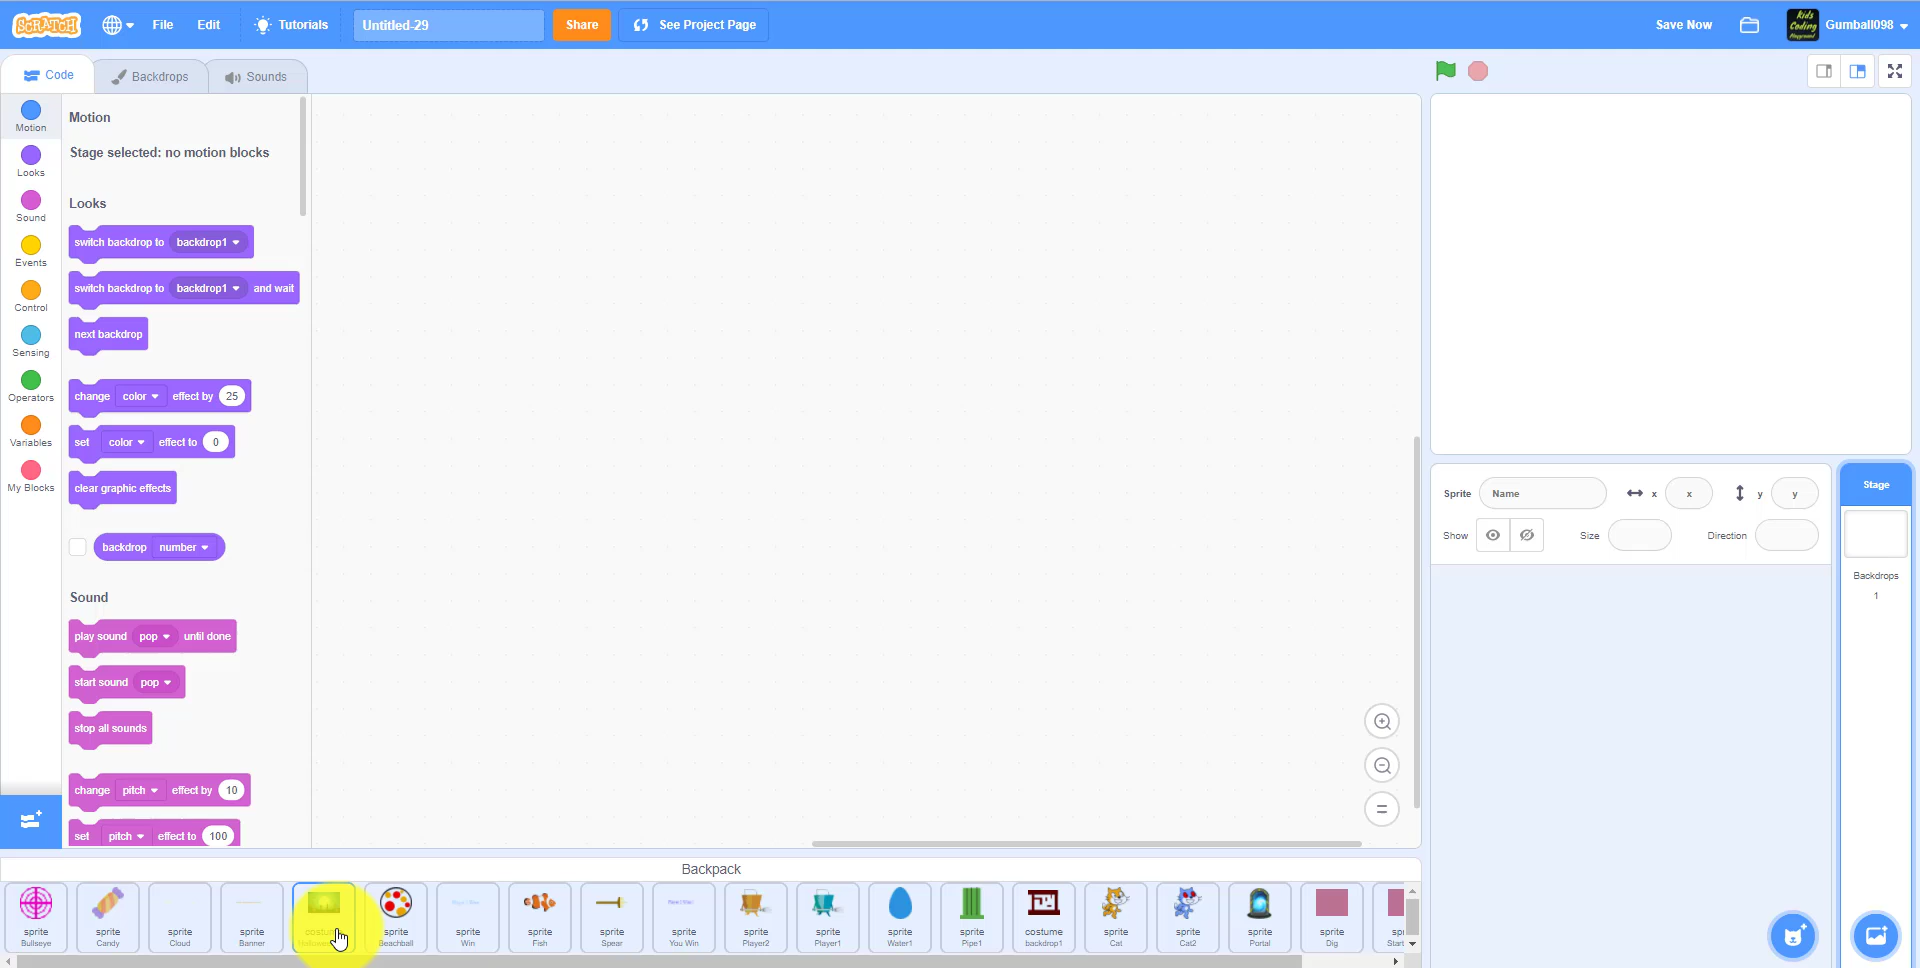 SCRATCH
File
Edit
Tutorials
Untitled-29
Share
See Project Page
Save Now
Kids
Coding
Playground
Gumball098
Code
Backdrops
Sounds
Motion
Looks
Sound
Events
Control
Sensing
Operators
Variables
My Blocks
Motion
Stage selected: no motion blocks
Looks
switch backdrop to backdrop1
switch backdrop to backdrop1 and wait
next backdrop
change color effect by 25
set color effect to 0
clear graphic effects
backdrop number
Sound
play sound pop until done
start sound pop
stop all sounds
change pitch effect by 10
set pitch effect to 100
Sprite Name x x y y
Show Size Direction
Stage
Backdrops
1
Backpack
sprite
Bullseye
sprite
Candy
sprite
Cloud
sprite
Banner
sprite
Beachball
sprite
Win
sprite
Fish
sprite
Spear
sprite
You Win
sprite
Player2
sprite
Player1
sprite
Water1
sprite
Pipe1
costume
backdrop1
sprite
Cat
sprite
Cat2
sprite
Portal
sprite
Dig
spr
Start